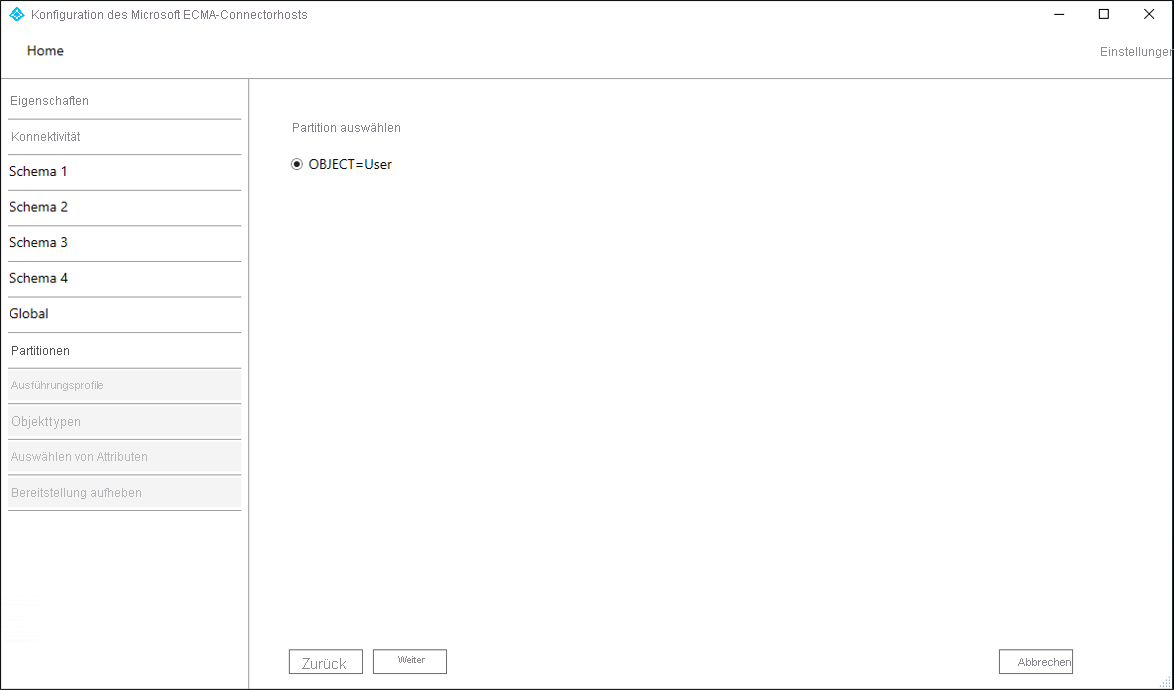 Konfiguration des Microsoft ECMA-Connectorhosts
Home
Einstellungen
Eigenschaften
Konnektivität
Schema 1
Schema 2
Schema 3
Schema 4
Global
Partitionen
Ausführungsprofile
Objekttypen
Auswählen von Attributen
Bereitstellung aufheben
Partition auswählen
OBJECT=User
Zurück
Weiter
Abbrechen